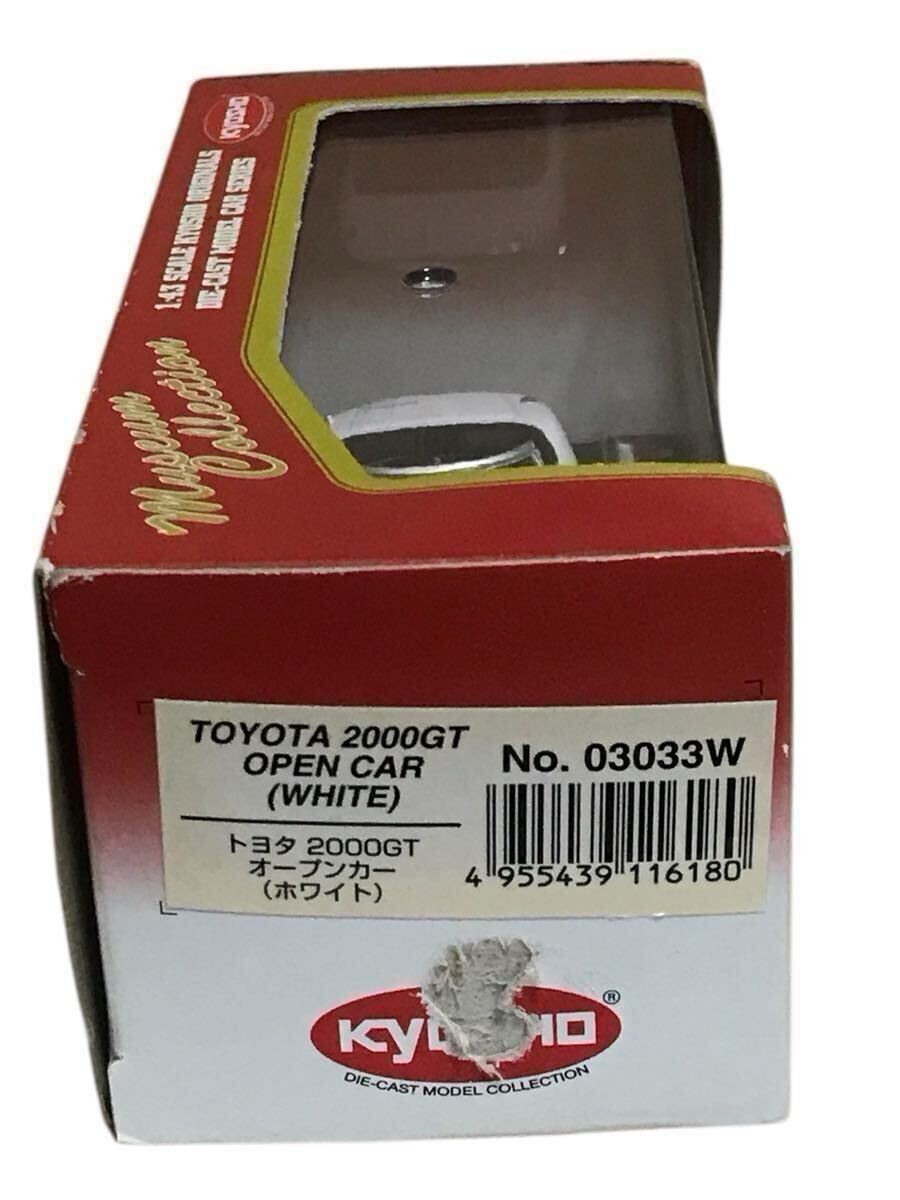 KYOSHO
1:43 SCALE KYOSHO ORIGINALS
DIE-CAST MODEL CAR SERIES
Museum
Collection
TOYOTA 2000GT
OPEN CAR
(WHITE)
トヨタ 2000GT
オープンカー
(ホワイト)
No. 03033W
4 955439 116180
®
DIE-CAST MODEL COLLECTION